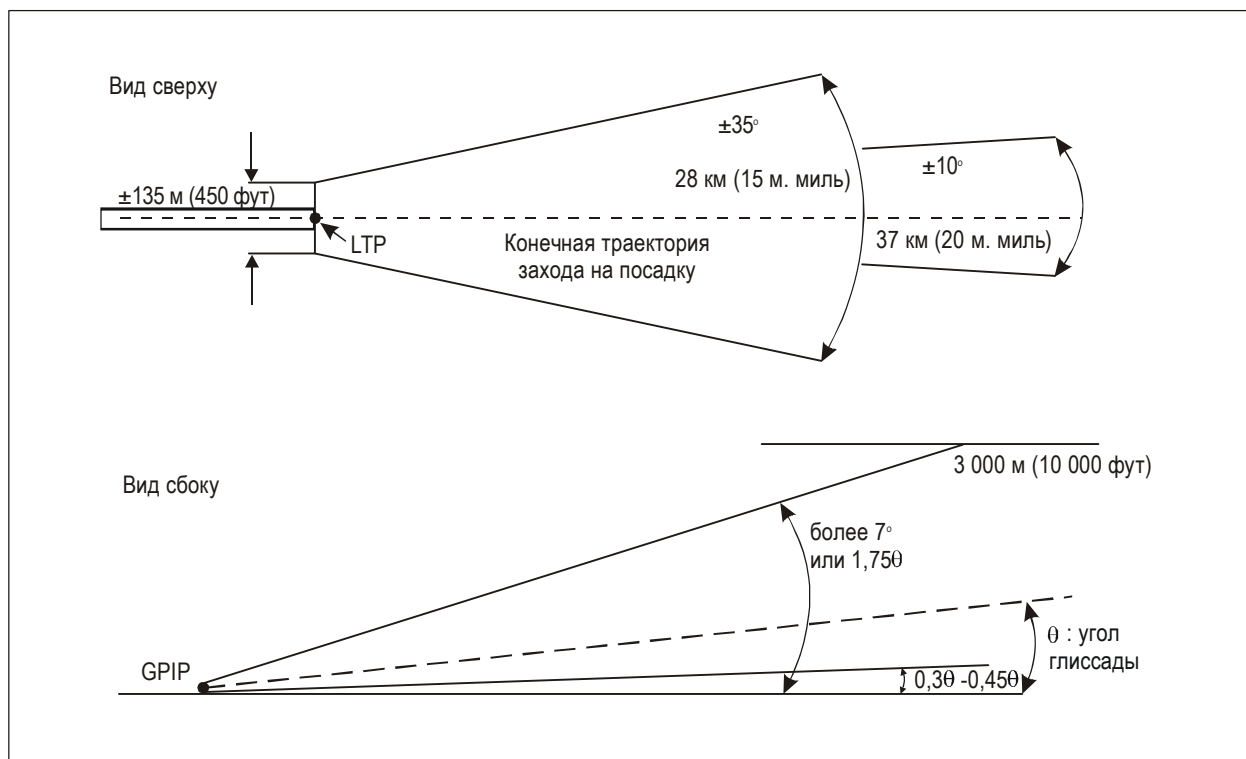 Вид сверху
±35°
±135 м (450 фут)
28 км (15 м. миль)
±10°
LTP
Конечная траектория
захода на посадку
37 км (20 м. миль)
3 000 м (10 000 фут)
Вид сбоку
более 7°
или 1,75θ
GPIP
θ : угол
глиссады
0,3θ -0,45θ